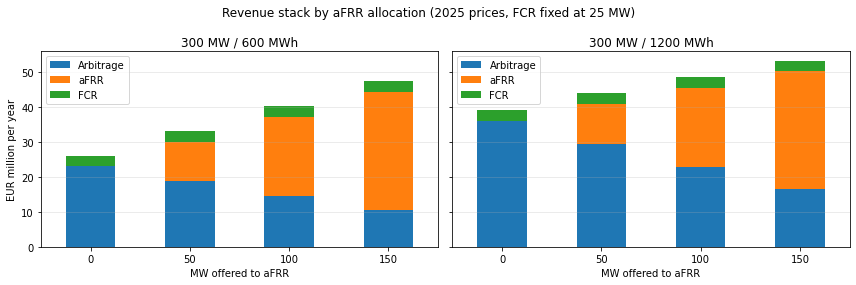 Revenue stack by aFRR allocation (2025 prices, FCR fixed at 25 MW)
300 MW / 600 MWh
Arbitrage
aFRR
FCR
EUR million per year
50
40
30
20
10
0
0 50 100 150
MW offered to aFRR
300 MW / 1200 MWh
Arbitrage
aFRR
FCR
0 50 100 150
MW offered to aFRR